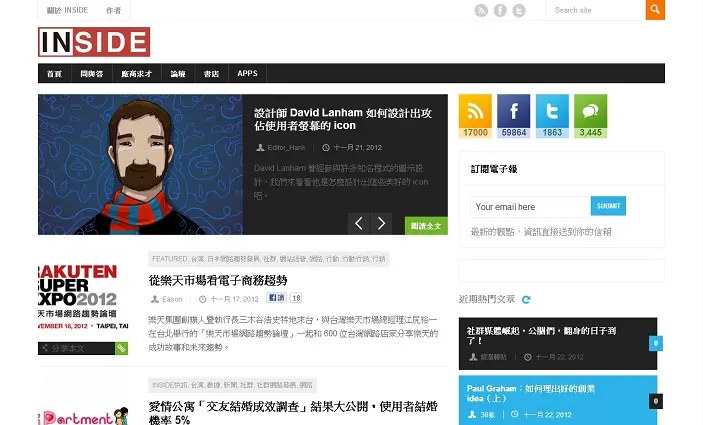 關於 INSIDE
作者
Search site
INSIDE
首頁
問與答
廠商求才
論壇
書店
APPS
設計師 David Lanham 如何設計出攻
佔使用者螢幕的 icon
Editor_Hank
十一月 21, 2012
David Lanham 曾經參與許多知名程式的圖示設
計，我們來看看他是怎麼設計出這些美好的 icon
吧。
閱讀全文
17000
59864
1863
3,445
訂閱電子報
Your email here
SUBMIT
最新的觀點、資訊直接送到你的信箱
近期熱門文章
社群媒體崛起，公關們，翻身的日子到
了！
十一月 22, 2012
0
Paul Graham：如何理出好的創業
idea（上）
36氪
十一月 22, 2012
0
RAKUTEN
SUPER
EXPO2012
樂天市場網路趨勢論壇
NOVEMBER 16, 2012
TAIPEI, TAI
分享本文
FEATURED, 台灣, 日本網路趨勢發展, 社群, 網站經營, 網路, 行動, 行動行銷, 行銷
從樂天市場看電子商務趨勢
Eason
十一月 17, 2012
讚
18
樂天集團創辦人暨執行長三木谷浩史特地來台，與台灣樂天市場總經理江尻裕一
在台北舉行的「樂天市場網路趨勢論壇」一起和 600 位台灣網路店家分享樂天的
成功故事和未來趨勢。
Partment
INSIDE快訊, 台灣, 數據, 新聞, 社群, 社群網路發展, 網路
愛情公寓「交友結婚成效調查」結果大公開，使用者結婚
機率 5%